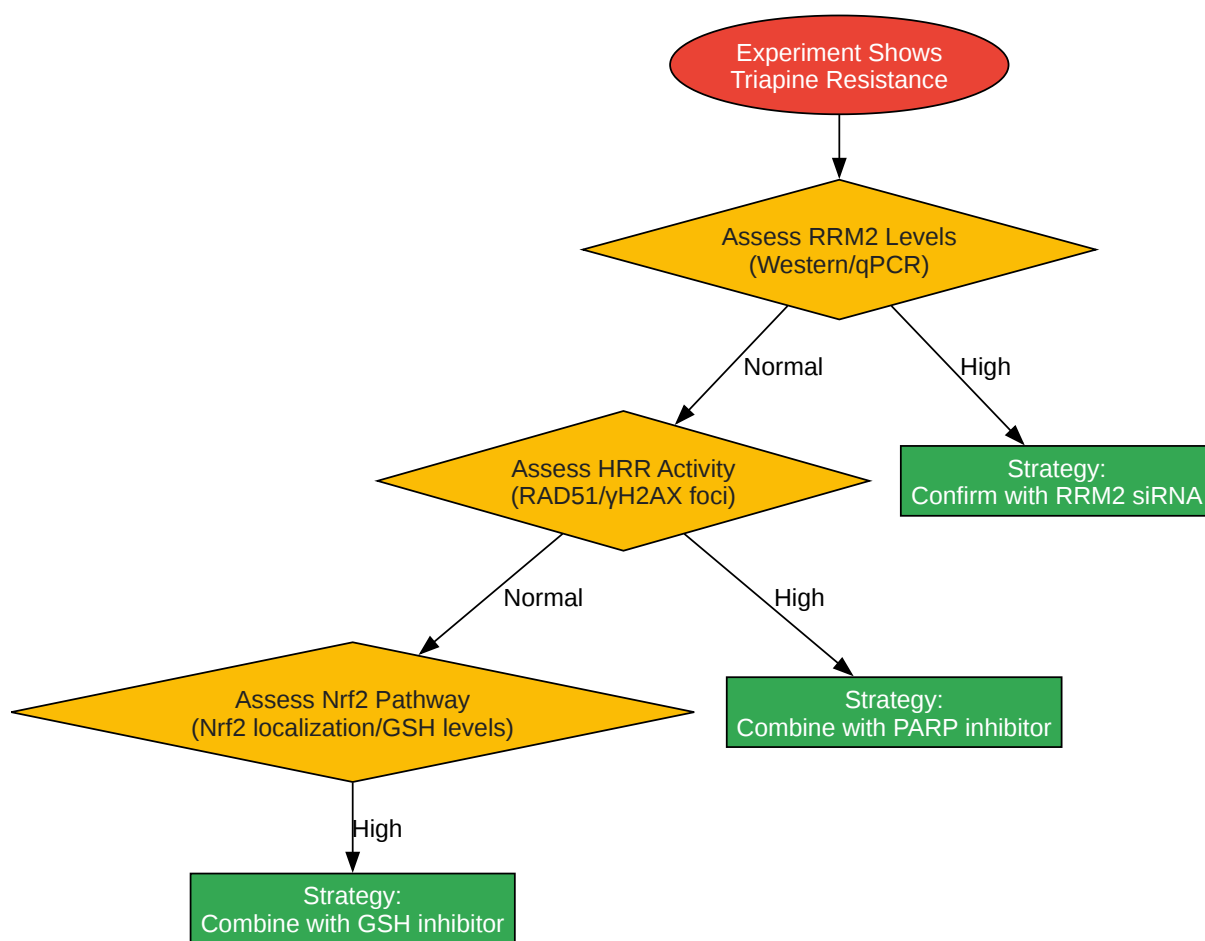 Experiment Shows
Triapine Resistance
Assess RRM2 Levels
(Western/qPCR)
Normal
High
Assess HRR Activity
(RAD51/γH2AX foci)
Strategy:
Confirm with RRM2 siRNA
Normal
High
Assess Nrf2 Pathway
(Nrf2 localization/GSH levels)
Strategy:
Combine with PARP inhibitor
High
Strategy:
Combine with GSH inhibitor